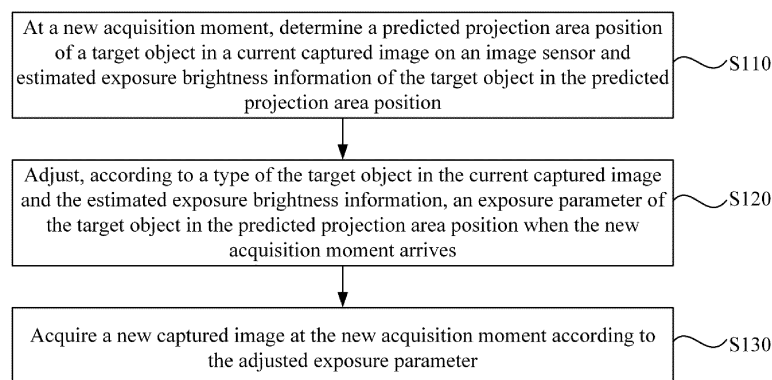 At a new acquisition moment, determine a predicted projection area position
of a target object in a current captured image on an image sensor and
estimated exposure brightness information of the target object in the
predicted projection area position
S110
Adjust, according to a type of the target object in the current captured image
and the estimated exposure brightness information, an exposure parameter of
the target object in the predicted projection area position when the new
acquisition moment arrives
S120
Acquire a new captured image at the new acquisition moment according to
the adjusted exposure parameter
S130